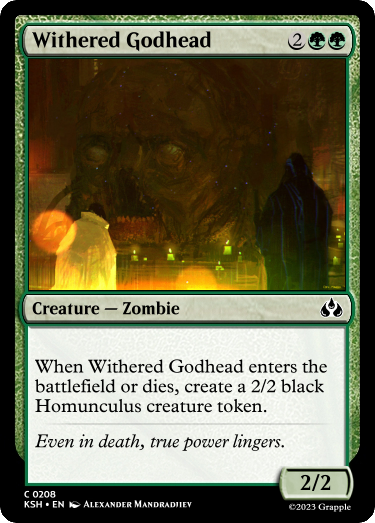 Withered Godhead 2
Creature — Zombie
When Withered Godhead enters the
battlefield or dies, create a 2/2 black
Homunculus creature token.
Even in death, true power lingers.
2/2
C 0208
KSH • EN Alexander Mandradjiev
©2023 Grapple